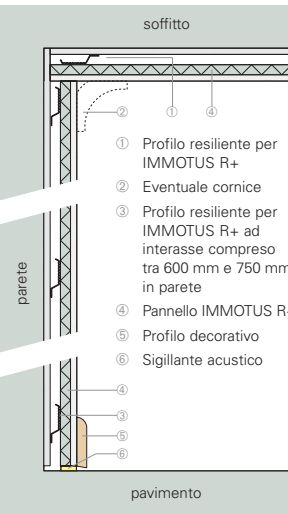 soffitto
② ① ④
① Profilo resiliente per
IMMOTUS R+
② Eventuale cornice
③ Profilo resiliente per
IMMOTUS R+ ad
interasse compreso
tra 600 mm e 750 mm
in parete
④ Pannello IMMOTUS R+
⑤ Profilo decorativo
⑥ Sigillante acustico
parete
④
③
⑤
⑥
pavimento